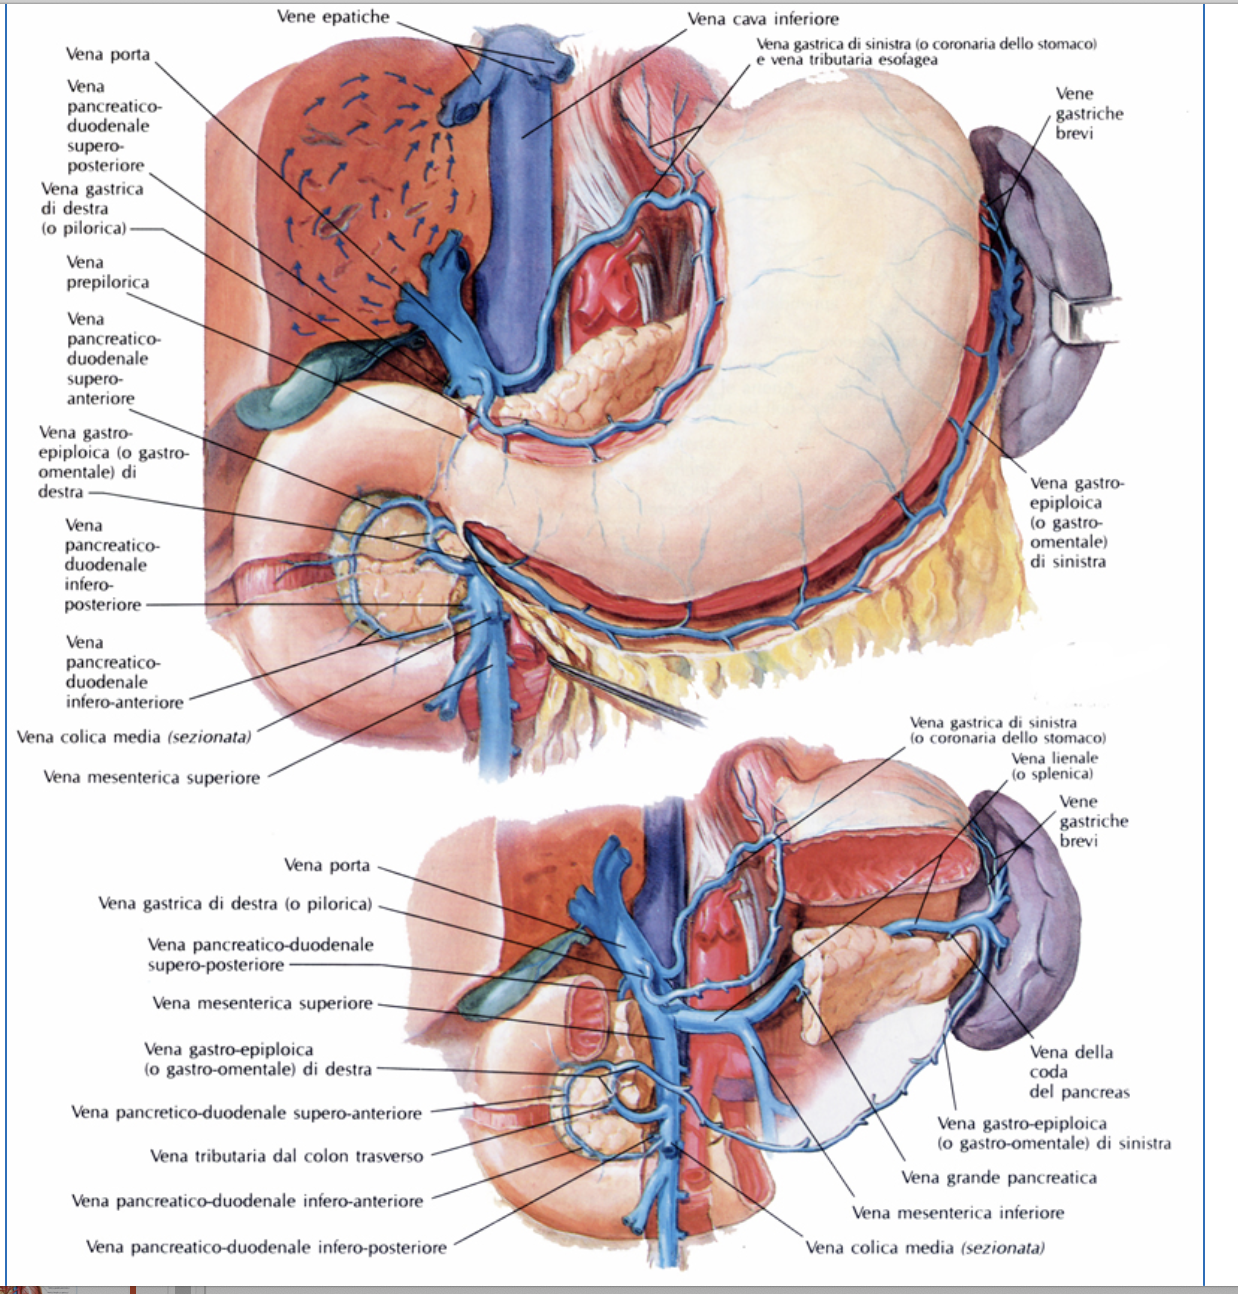 Vene epatiche
Vena cava inferiore
Vena porta
Vena gastrica di sinistra (o coronaria dello stomaco)
e vena tributaria esofagea
Vena
pancreatico-
duodenale
supero-
posteriore
Vene
gastriche
brevi
Vena gastrica
di destra
(o pilorica)
Vena
prepilorica
Vena
pancreatico-
duodenale
supero-
anteriore
Vena gastro-
epiploica (o gastro-
omentale) di
destra
Vena gastro-
epiploica
(o gastro-
omentale)
di sinistra
Vena
pancreatico-
duodenale
infero-
posteriore
Vena
pancreatico-
duodenale
infero-anteriore
Vena colica media (sezionata)
Vena mesenterica superiore
Vena gastrica di sinistra
(o coronaria dello stomaco)
Vena lienale
(o splenica)
Vene
gastriche
brevi
Vena porta
Vena gastrica di destra (o pilorica)
Vena pancreatico-duodenale
supero-posteriore
Vena mesenterica superiore
Vena gastro-epiploica
(o gastro-omentale) di destra
Vena pancretico-duodenale supero-anteriore
Vena tributaria dal colon trasverso
Vena pancreatico-duodenale infero-anteriore
Vena pancreatico-duodenale infero-posteriore
Vena della
coda
del pancreas
Vena gastro-epiploica
(o gastro-omentale) di sinistra
Vena grande pancreatica
Vena mesenterica inferiore
Vena colica media (sezionata)